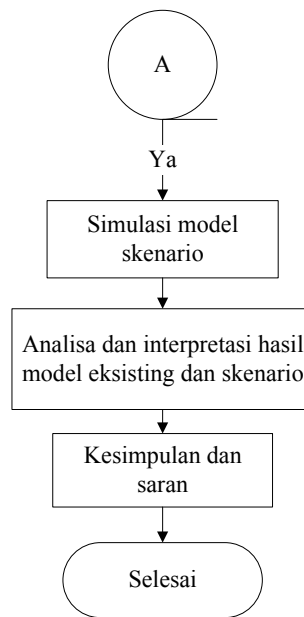 A
Ya
Simulasi model
skenario
Analisa dan interpretasi hasil
model eksisting dan skenario
Kesimpulan dan
saran
Selesai